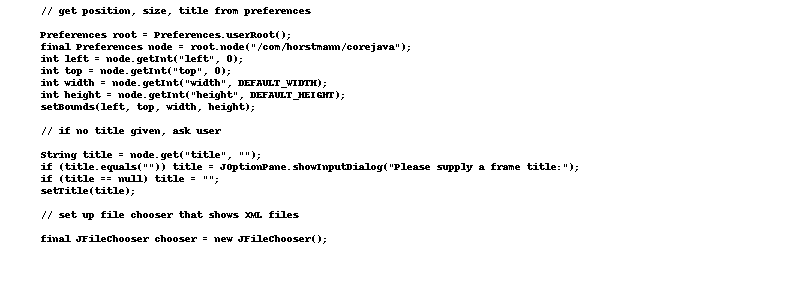 // get position, size, title from preferences
Preferences root = Preferences.userRoot();
final Preferences node = root.node("/com/horstmann/corejava");
int left = node.getInt("left", 0);
int top = node.getInt("top", 0);
int width = node.getInt("width", DEFAULT_WIDTH);
int height = node.getInt("height", DEFAULT_HEIGHT);
setBounds(left, top, width, height);
// if no title given, ask user
String title = node.get("title", "");
if (title.equals("")) title = JOptionPane.showInputDialog("Please supply a frame title:");
if (title == null) title = "";
setTitle(title);
// set up file chooser that shows XML files
final JFileChooser chooser = new JFileChooser();